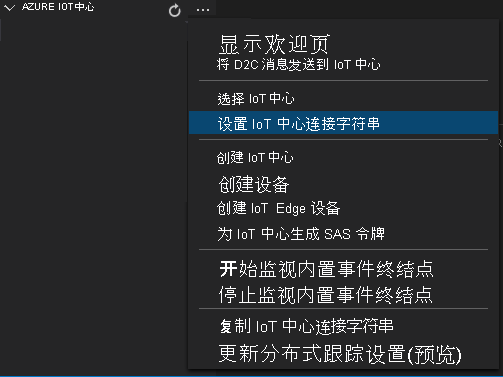 AZURE IOT中心
显示欢迎页
将 D2C 消息发送到 IoT 中心
选择 IoT 中心
设置 IoT 中心连接字符串
创建 IoT 中心
创建设备
创建 IoT Edge 设备
为 IoT 中心生成 SAS 令牌
开始监视内置事件终结点
停止监视内置事件终结点
复制 IoT 中心连接字符串
更新分布式跟踪设置(预览)